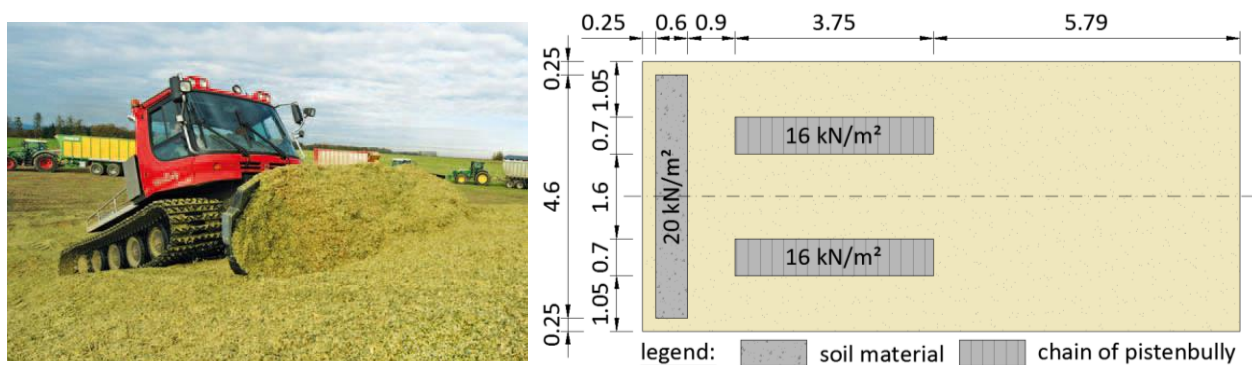 0.25 0.6 0.9 3.75 5.79
0.25
4.6
0.25
1.05
0.7
1.6
0.7
1.05
20 kN/m²
16 kN/m²
16 kN/m²
legend: soil material chain of pistenbully